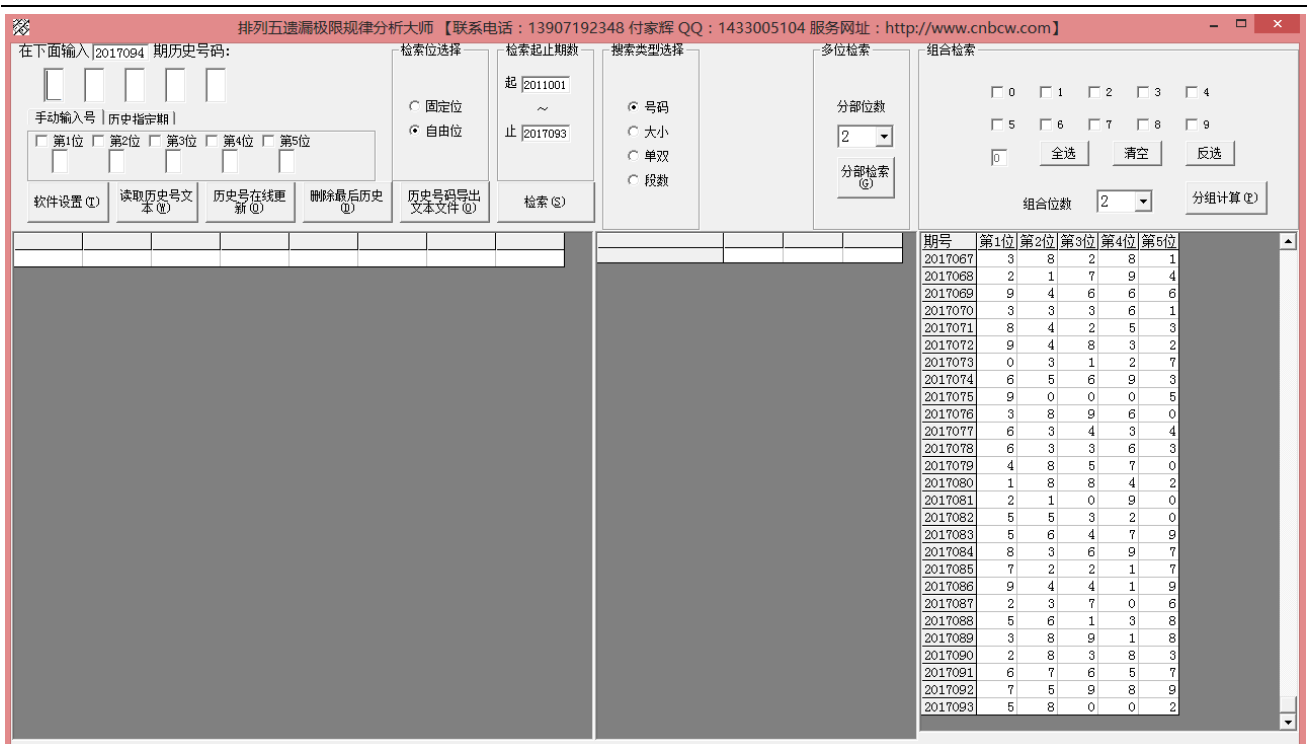 排列五遗漏极限规律分析大师 【联系电话：13907192348 付家辉 QQ：1433005104 服务网址：http://www.cnbcw.com】
在下面输入 2017094 期历史号码:
手动输入号 历史指定期
第1位 第2位 第3位 第4位 第5位
软件设置(T)
读取历史号文本(W)
历史号在线更新(O)
删除最后历史(D)
检索位选择
固定位
自由位
历史号码导出文本文件(O)
检索起止期数
起 2011001
~
止 2017093
检索(S)
搜索类型选择
号码
大小
单双
段数
多位检索
分部位数
2
分部检索(G)
组合检索
0 1 2 3 4
5 6 7 8 9
0 全选 清空 反选
组合位数 2 分组计算(P)
期号 第1位 第2位 第3位 第4位 第5位
2017067 3 8 2 8 1
2017068 2 1 7 9 4
2017069 9 4 6 6 6
2017070 3 3 3 6 1
2017071 8 4 2 5 3
2017072 9 4 8 3 2
2017073 0 3 1 2 7
2017074 6 5 6 9 3
2017075 9 0 0 0 5
2017076 3 8 9 6 0
2017077 6 3 4 3 4
2017078 6 3 3 6 3
2017079 4 8 5 7 0
2017080 1 8 8 4 2
2017081 2 1 0 9 0
2017082 5 5 3 2 0
2017083 5 6 4 7 9
2017084 8 3 6 9 7
2017085 7 2 2 1 7
2017086 9 4 4 1 9
2017087 2 3 7 0 6
2017088 5 6 1 3 8
2017089 3 8 9 1 8
2017090 2 8 3 8 3
2017091 6 7 6 5 7
2017092 7 5 9 8 9
2017093 5 8 0 0 2